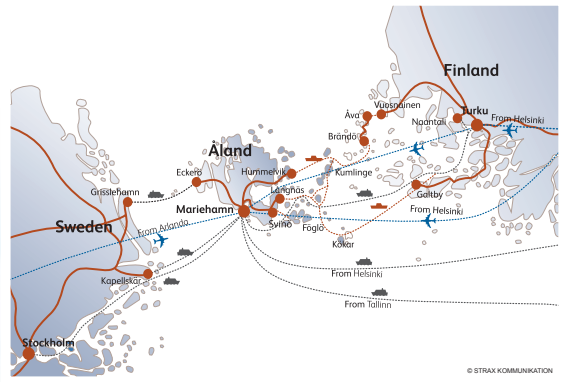 Finland
Vuosnainen
Åva
Turku
Naantali
From Helsinki
Brändö
Åland
Hummelvik
Kumlinge
Eckerö
Grisslehamn
Långnäs
Galtby
Mariehamn
From Helsinki
Sweden
From Arlanda
Svinö
Föglö
Kökar
Kapellskär
From Helsinki
From Tallinn
Stockholm
© STRAX KOMMUNIKATION